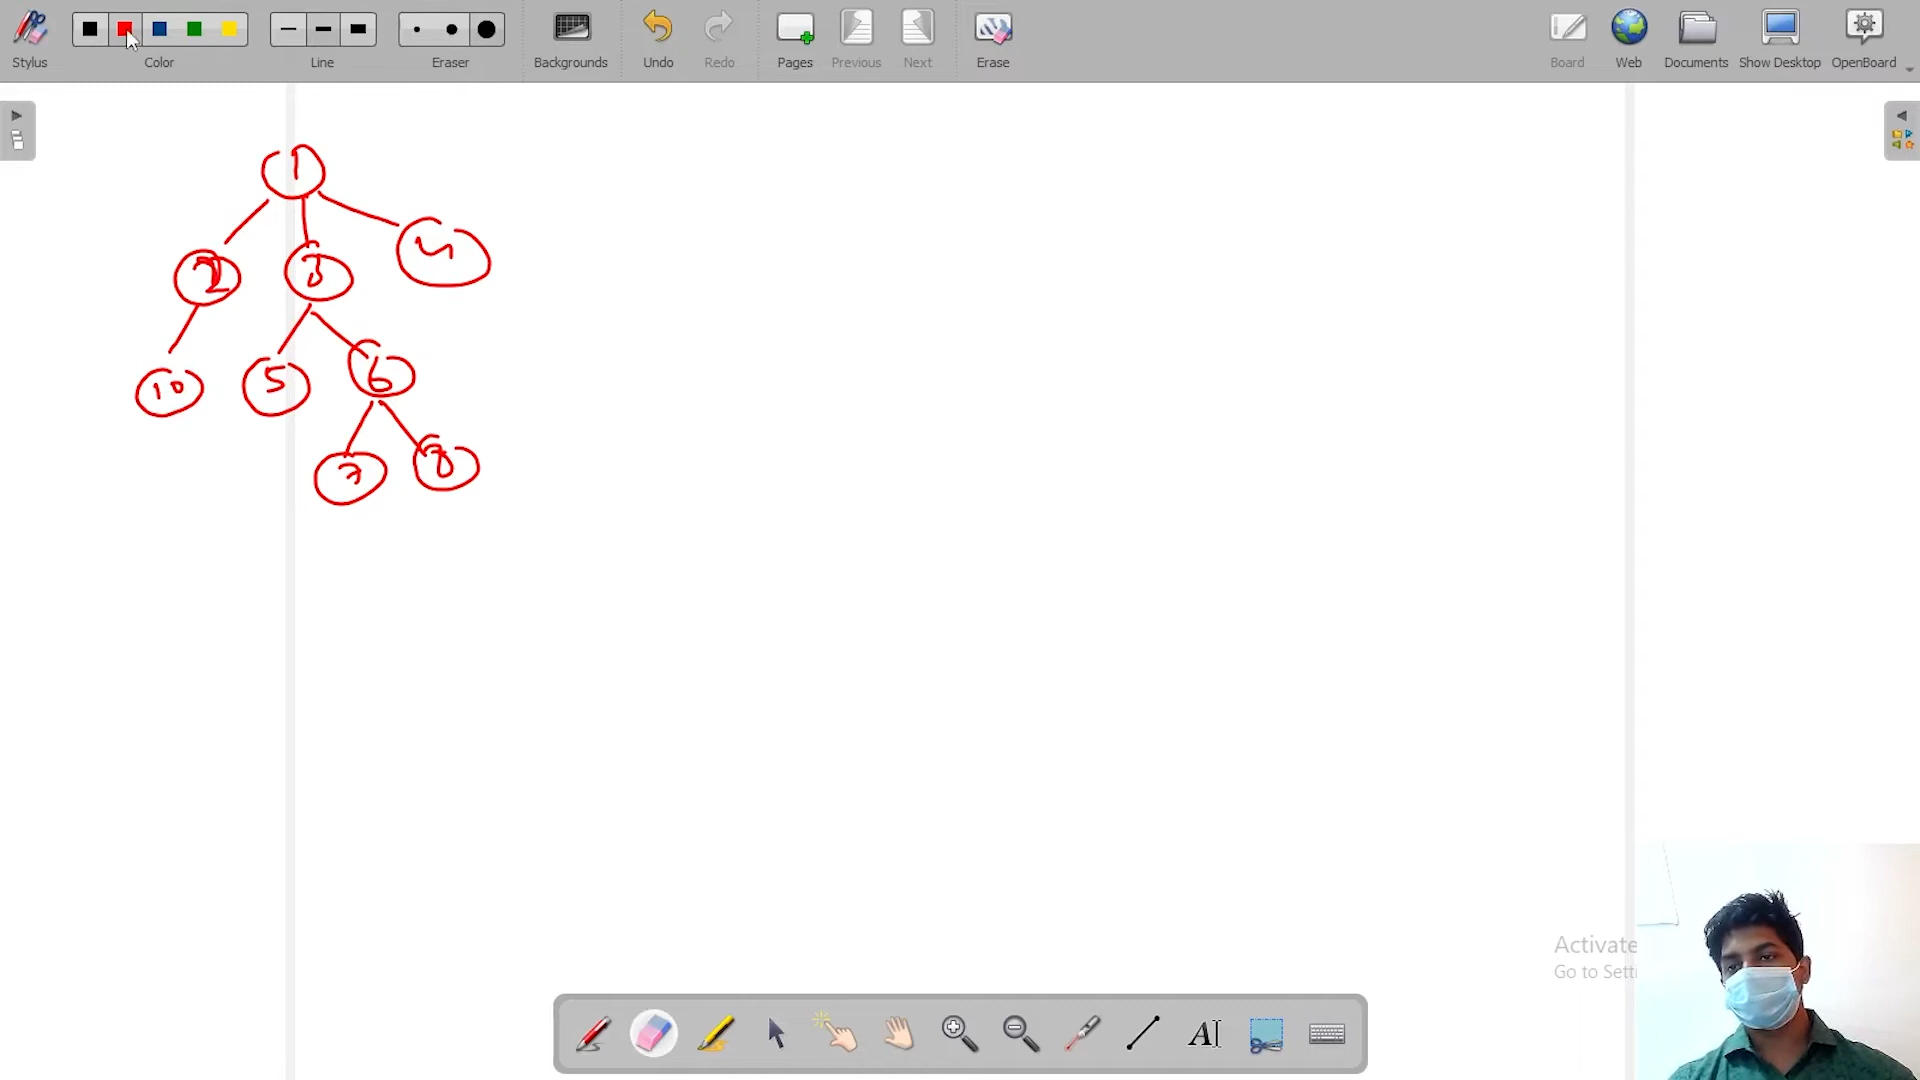 Stylus Color Line Eraser Backgrounds Undo Redo Pages Previous Next Erase Board Web Documents Show Desktop OpenBoard
1
2 3 4
10 5 6
7 8
Activate
Go to Sett
A